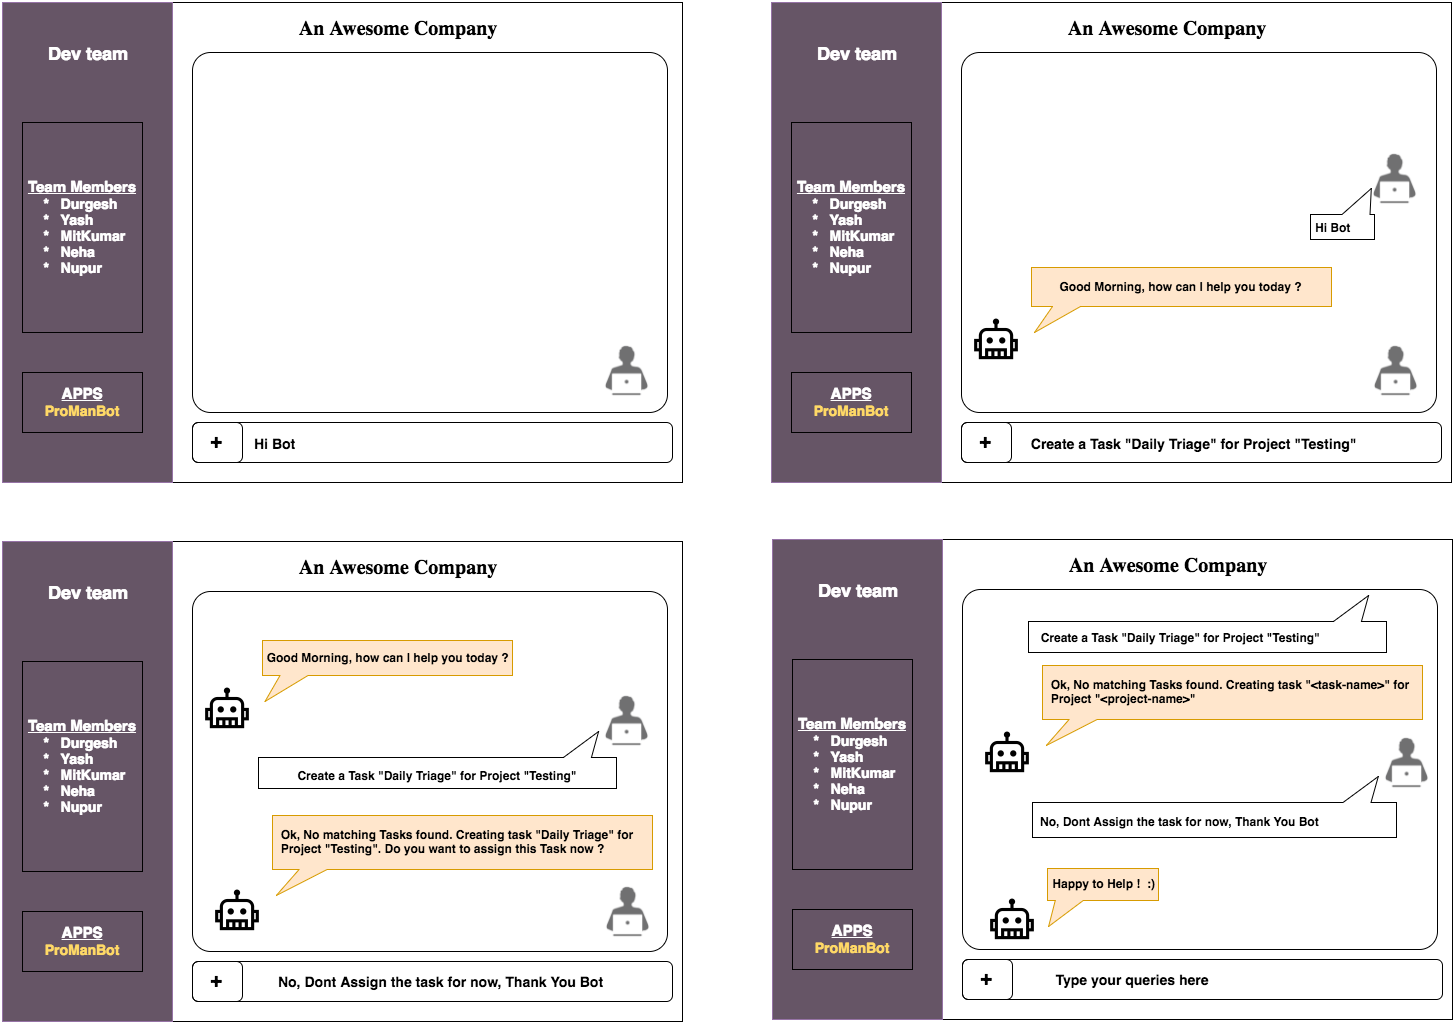 An Awesome Company
Dev team
Team Members
* Durgesh
* Yash
* MitKumar
* Neha
* Nupur
APPS
ProManBot
+ Hi Bot
An Awesome Company
Dev team
Team Members
* Durgesh
* Yash
* MitKumar
* Neha
* Nupur
APPS
ProManBot
Hi Bot
Good Morning, how can I help you today ?
+ Create a Task "Daily Triage" for Project "Testing"
An Awesome Company
Dev team
Team Members
* Durgesh
* Yash
* MitKumar
* Neha
* Nupur
APPS
ProManBot
Good Morning, how can I help you today ?
Create a Task "Daily Triage" for Project "Testing"
Ok, No matching Tasks found. Creating task "Daily Triage" for
Project "Testing". Do you want to assign this Task now ?
+ No, Dont Assign the task for now, Thank You Bot
An Awesome Company
Dev team
Team Members
* Durgesh
* Yash
* MitKumar
* Neha
* Nupur
APPS
ProManBot
Create a Task "Daily Triage" for Project "Testing"
Ok, No matching Tasks found. Creating task "<task-name>" for
Project "<project-name>"
No, Dont Assign the task for now, Thank You Bot
Happy to Help ! :)
+ Type your queries here